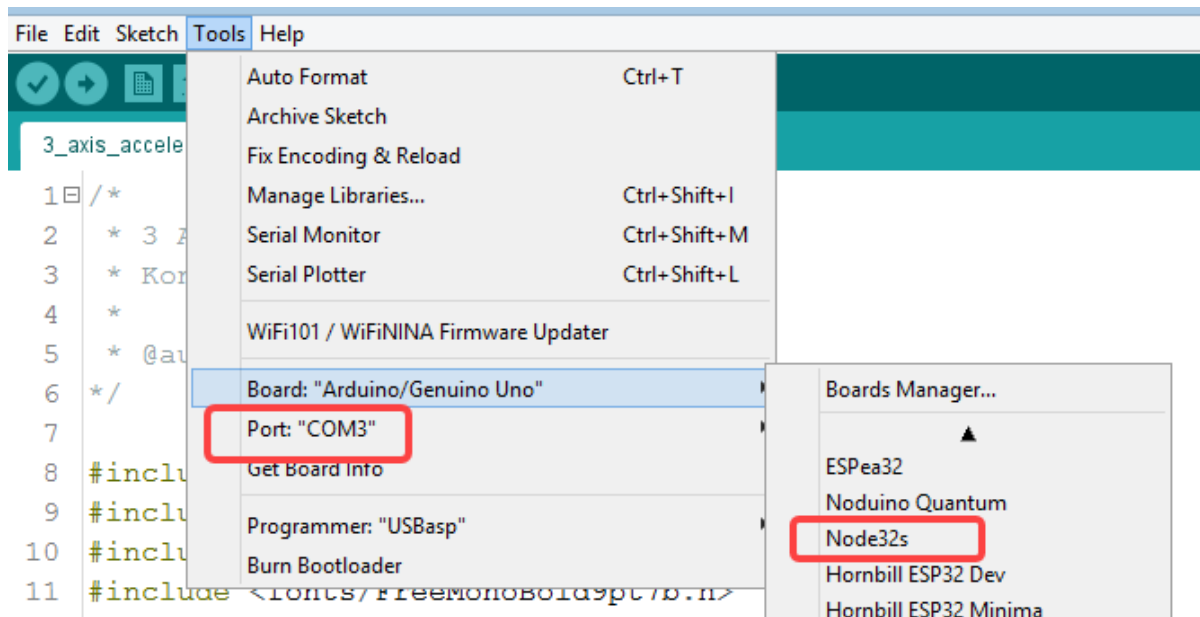 File Edit Sketch Tools Help
Auto Format Ctrl+T
Archive Sketch
3_axis_accele
Fix Encoding & Reload
Manage Libraries... Ctrl+Shift+I
Serial Monitor Ctrl+Shift+M
Serial Plotter Ctrl+Shift+L
WiFi101 / WiFiNINA Firmware Updater
Board: "Arduino/Genuino Uno"
Port: "COM3"
Get Board Info
Programmer: "USBasp"
Burn Bootloader
Boards Manager...
ESPea32
Noduino Quantum
Node32s
Hornbill ESP32 Dev
Hornbill ESP32 Minima
1 /*
2 * 3 A
3 * Kor
4 *
5 * @au
6 */
7
8 #inclu
9 #inclu
10 #inclu
11 #include <fonts/FreeMonoBold9pt7b.h>